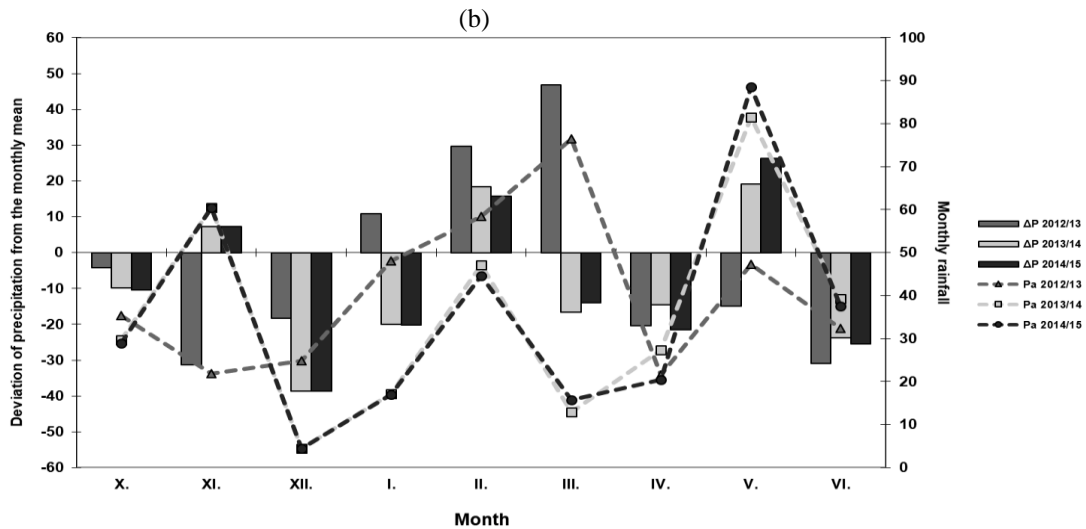 (b)
Deviation of precipitation from the monthly mean
60
50
40
30
20
10
0
-10
-20
-30
-40
-50
-60
100
90
80
70
60
50
40
30
20
10
0
Monthly rainfall
X. XI. XII. I. II. III. IV. V. VI.
Month
ΔP 2012/13
ΔP 2013/14
ΔP 2014/15
Pa 2012/13
Pa 2013/14
Pa 2014/15